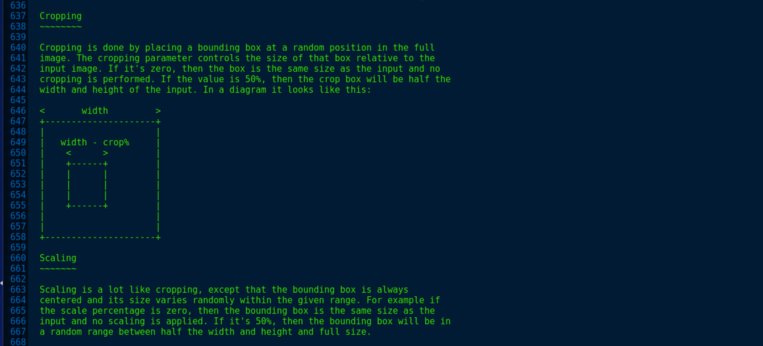 636
637 Cropping
638 ~~~~~~~~
639
640 Cropping is done by placing a bounding box at a random position in the full
641 image. The cropping parameter controls the size of that box relative to the
642 input image. If it's zero, then the box is the same size as the input and no
643 cropping is performed. If the value is 50%, then the crop box will be half the
644 width and height of the input. In a diagram it looks like this:
645
646 <       width         >
647 +---------------------+
648 |                     |
649 |   width - crop%     |
650 |    <      >         |
651 |    +------+         |
652 |    |      |         |
653 |    |      |         |
654 |    |      |         |
655 |    +------+         |
656 |                     |
657 |                     |
658 +---------------------+
659
660 Scaling
661 ~~~~~~~
662
663 Scaling is a lot like cropping, except that the bounding box is always
664 centered and its size varies randomly within the given range. For example if
665 the scale percentage is zero, then the bounding box is the same size as the
666 input and no scaling is applied. If it's 50%, then the bounding box will be in
667 a random range between half the width and height and full size.
668